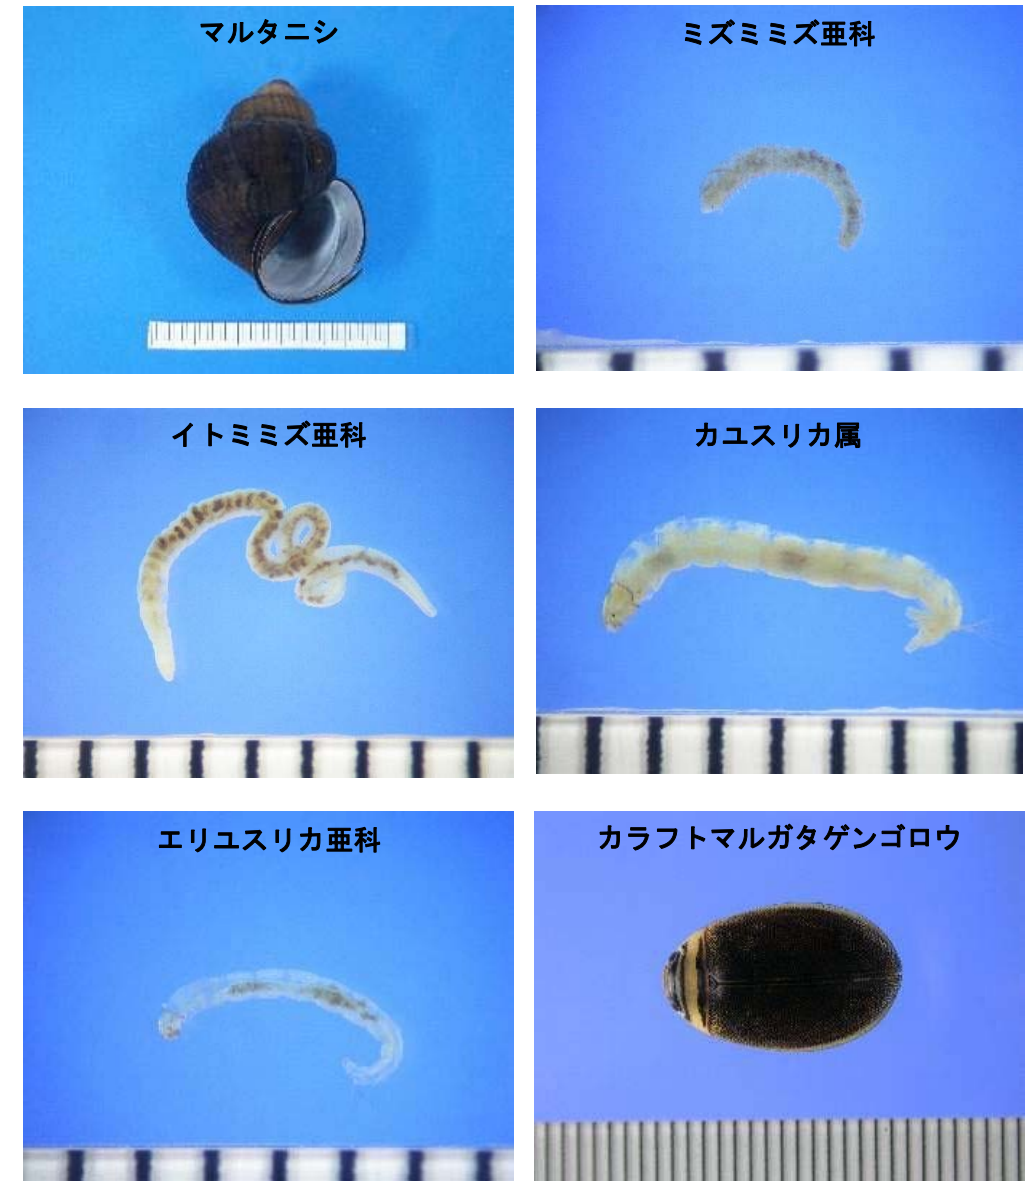 マルタニシ
ミズミミズ亜科
イトミミズ亜科
カユスリカ属
エリユスリカ亜科
カラフトマルガタゲンゴロウ